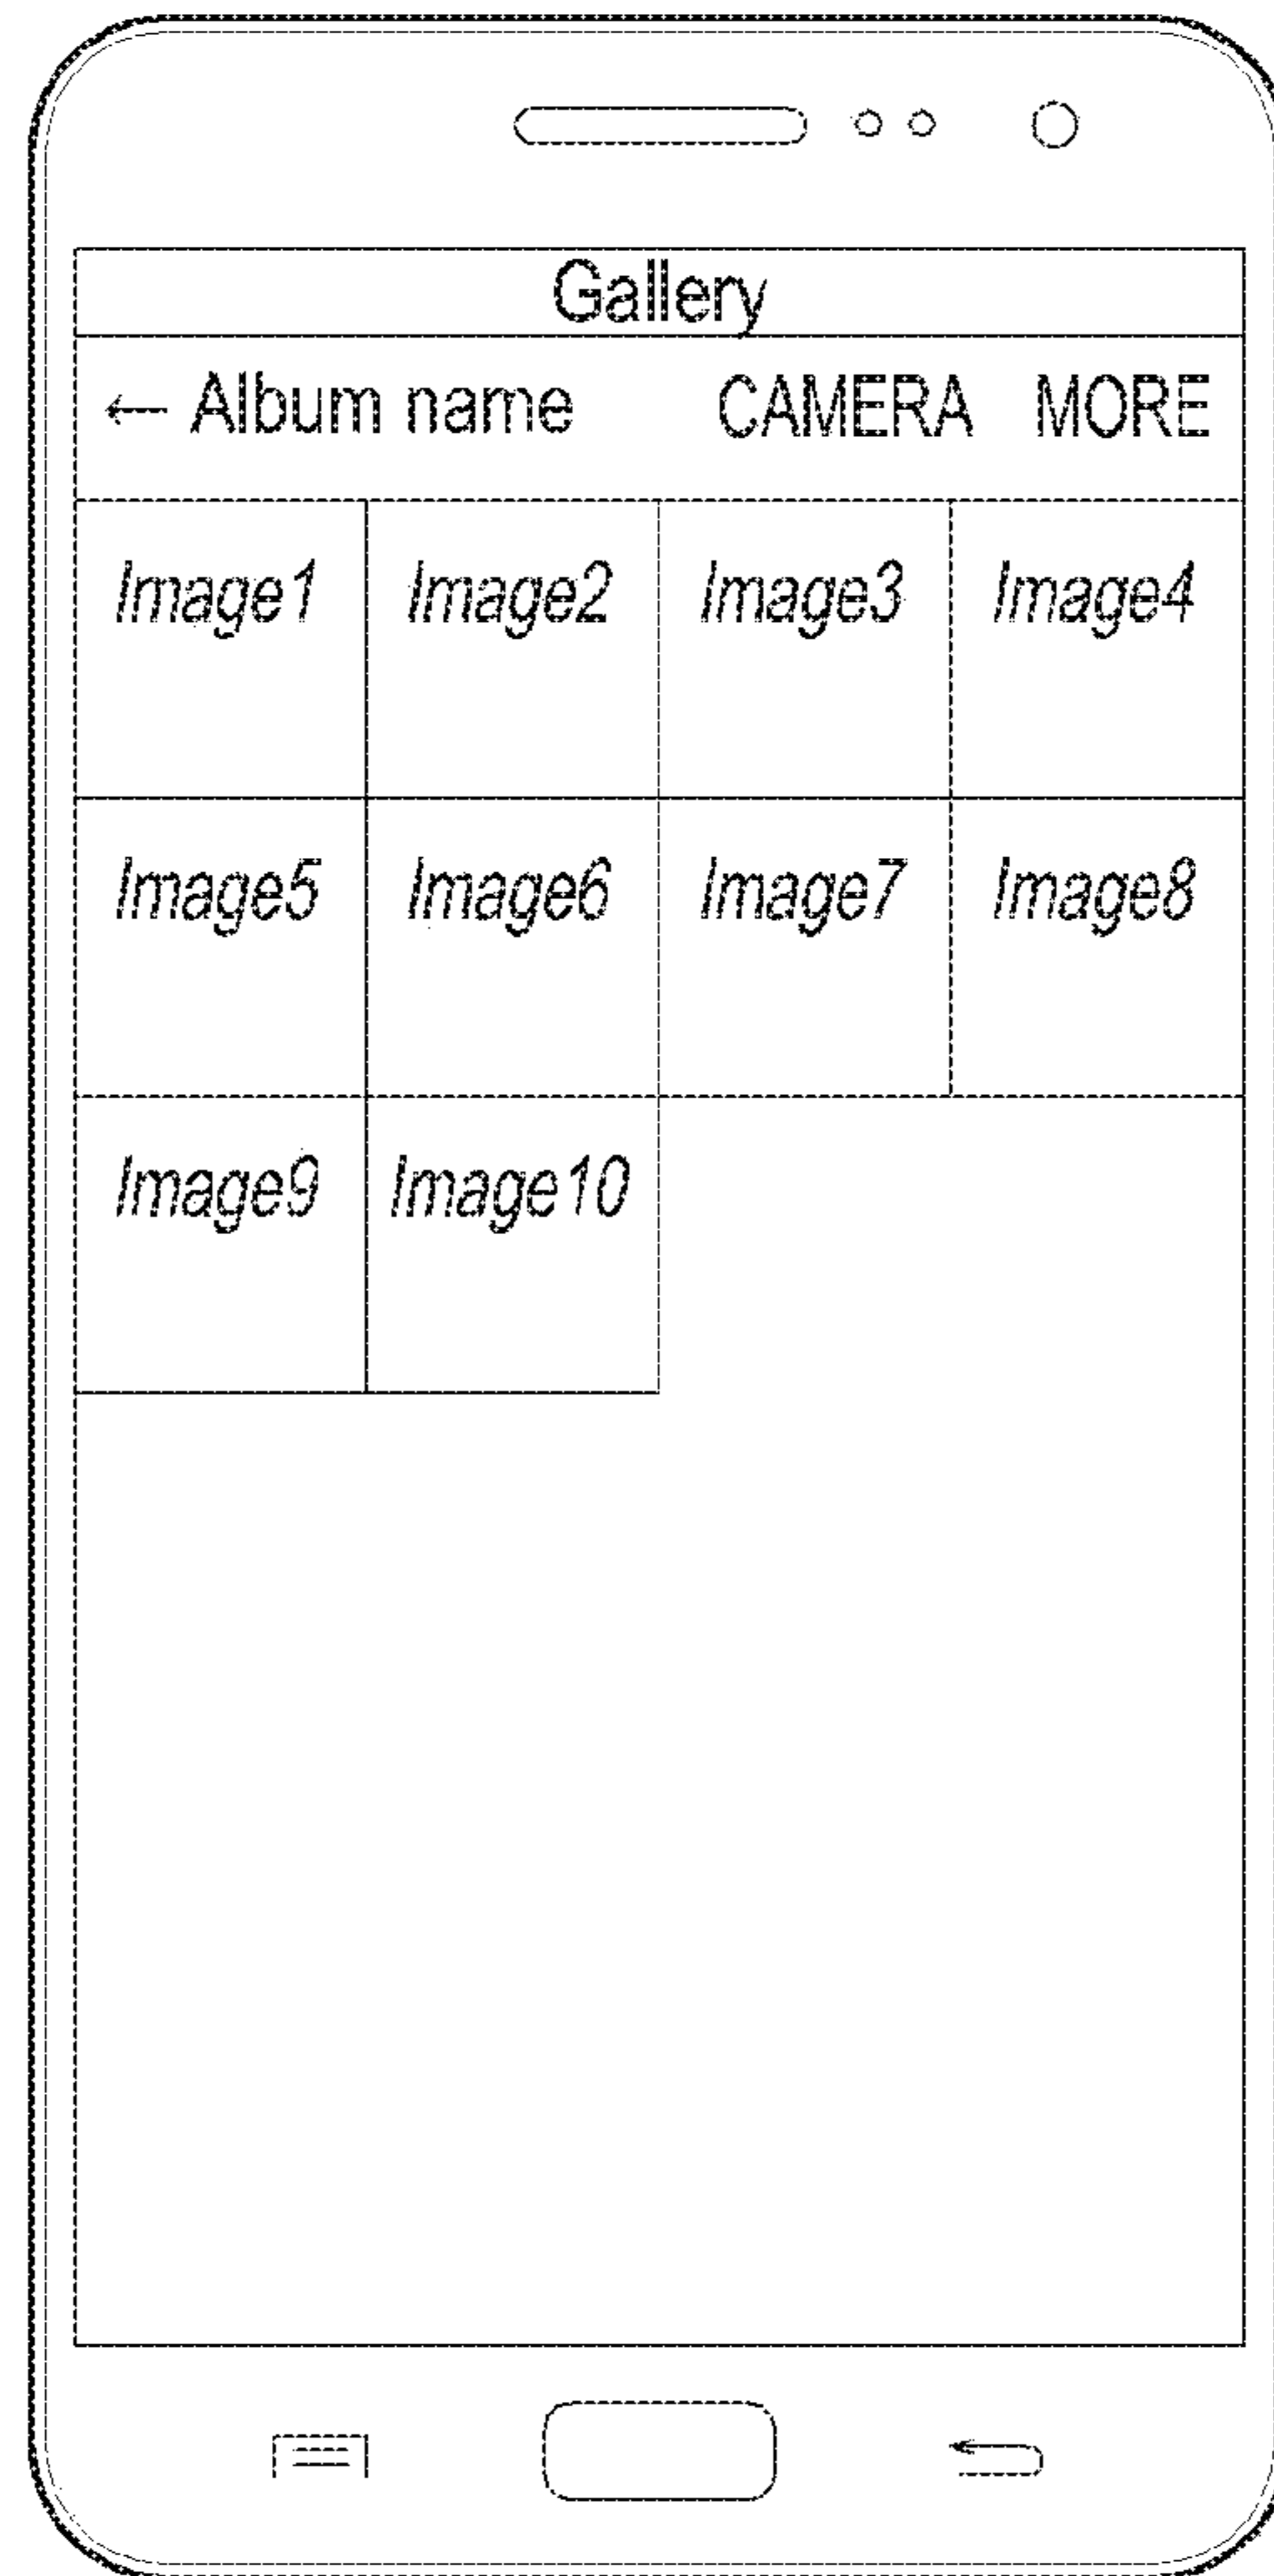 Gallery
← Album name CAMERA MORE
Image1 Image2 Image3 Image4
Image5 Image6 Image7 Image8
Image9 Image10